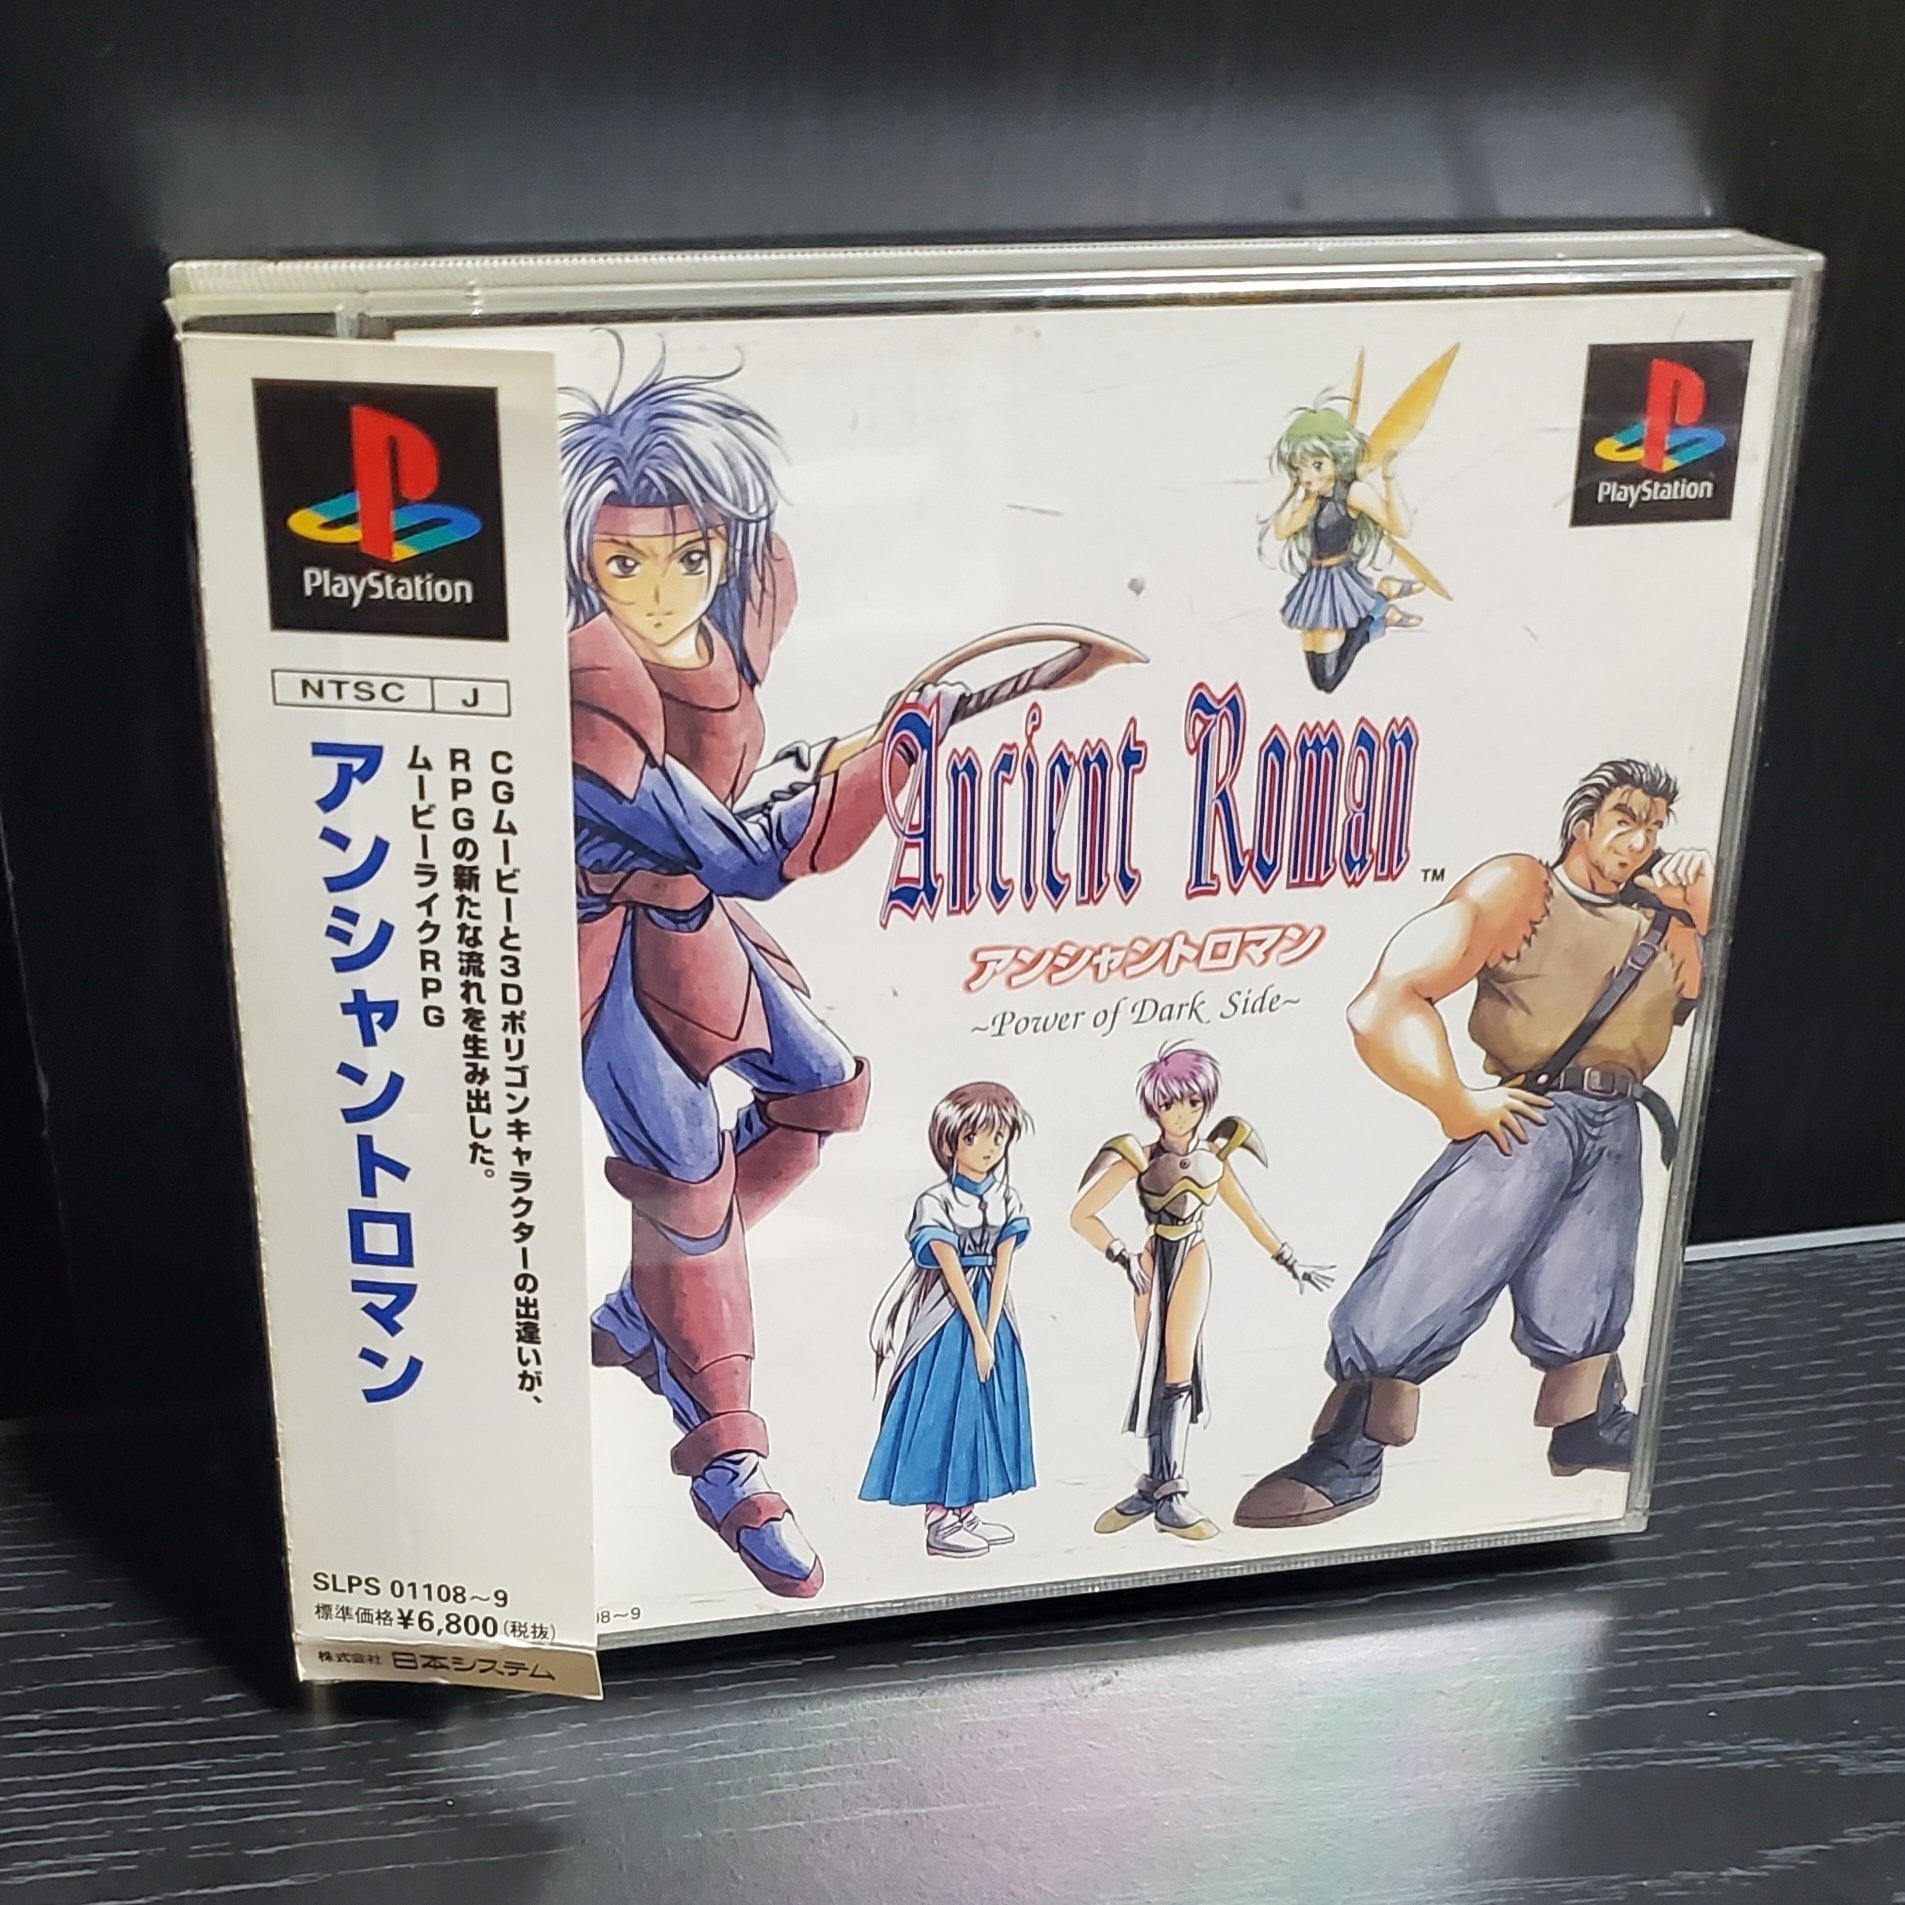 PlayStation
NTSC J
アンシャントロマン
CGムービーと3Dポリゴンキャラクターの出逢いが、
RPGの新たな流れを生み出した。
ムービーライクRPG
SLPS 01108～9
標準価格¥6,800(税抜)
株式会社 日本システム
PlayStation
Ancient Roman™
アンシャントロマン
~Power of Dark Side~
08～9